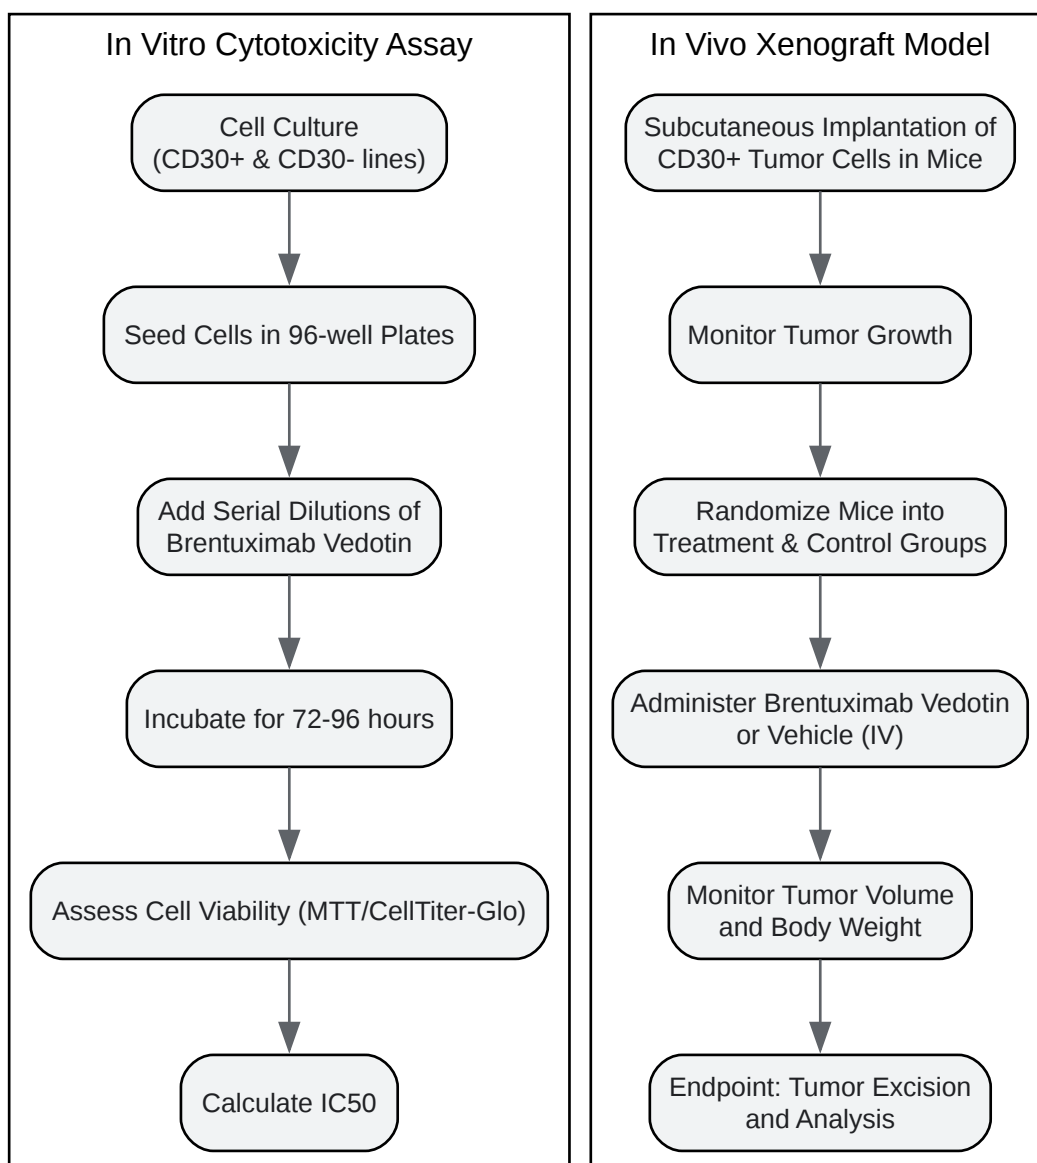 In Vitro Cytotoxicity Assay
Cell Culture
(CD30+ & CD30- lines)
Seed Cells in 96-well Plates
Add Serial Dilutions of
Brentuximab Vedotin
Incubate for 72-96 hours
Assess Cell Viability (MTT/CellTiter-Glo)
Calculate IC50
In Vivo Xenograft Model
Subcutaneous Implantation of
CD30+ Tumor Cells in Mice
Monitor Tumor Growth
Randomize Mice into
Treatment & Control Groups
Administer Brentuximab Vedotin
or Vehicle (IV)
Monitor Tumor Volume
and Body Weight
Endpoint: Tumor Excision
and Analysis